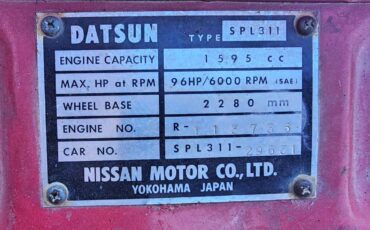 DATSUN TYPE SPL311
ENGINE CAPACITY 1595 cc
MAX. HP at RPM 96HP/6000 RPM (SAE)
WHEEL BASE 2280 mm
ENGINE NO. R-
CAR NO. SPL311-
NISSAN MOTOR CO., LTD.
YOKOHAMA JAPAN